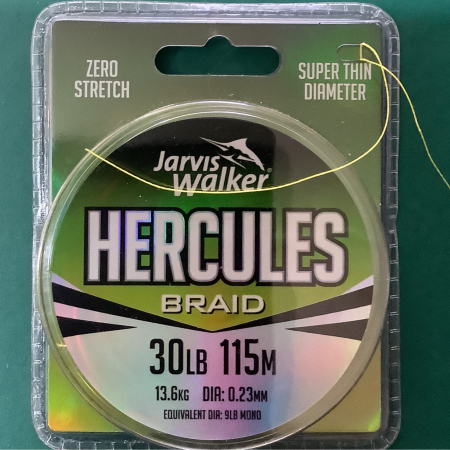 ZERO
STRETCH
SUPER THIN
DIAMETER
Jarvis
Walker®
HERCULES
BRAID
30LB 115M
13.6KG DIA: 0.23MM
EQUIVALENT DIA: 9LB MONO